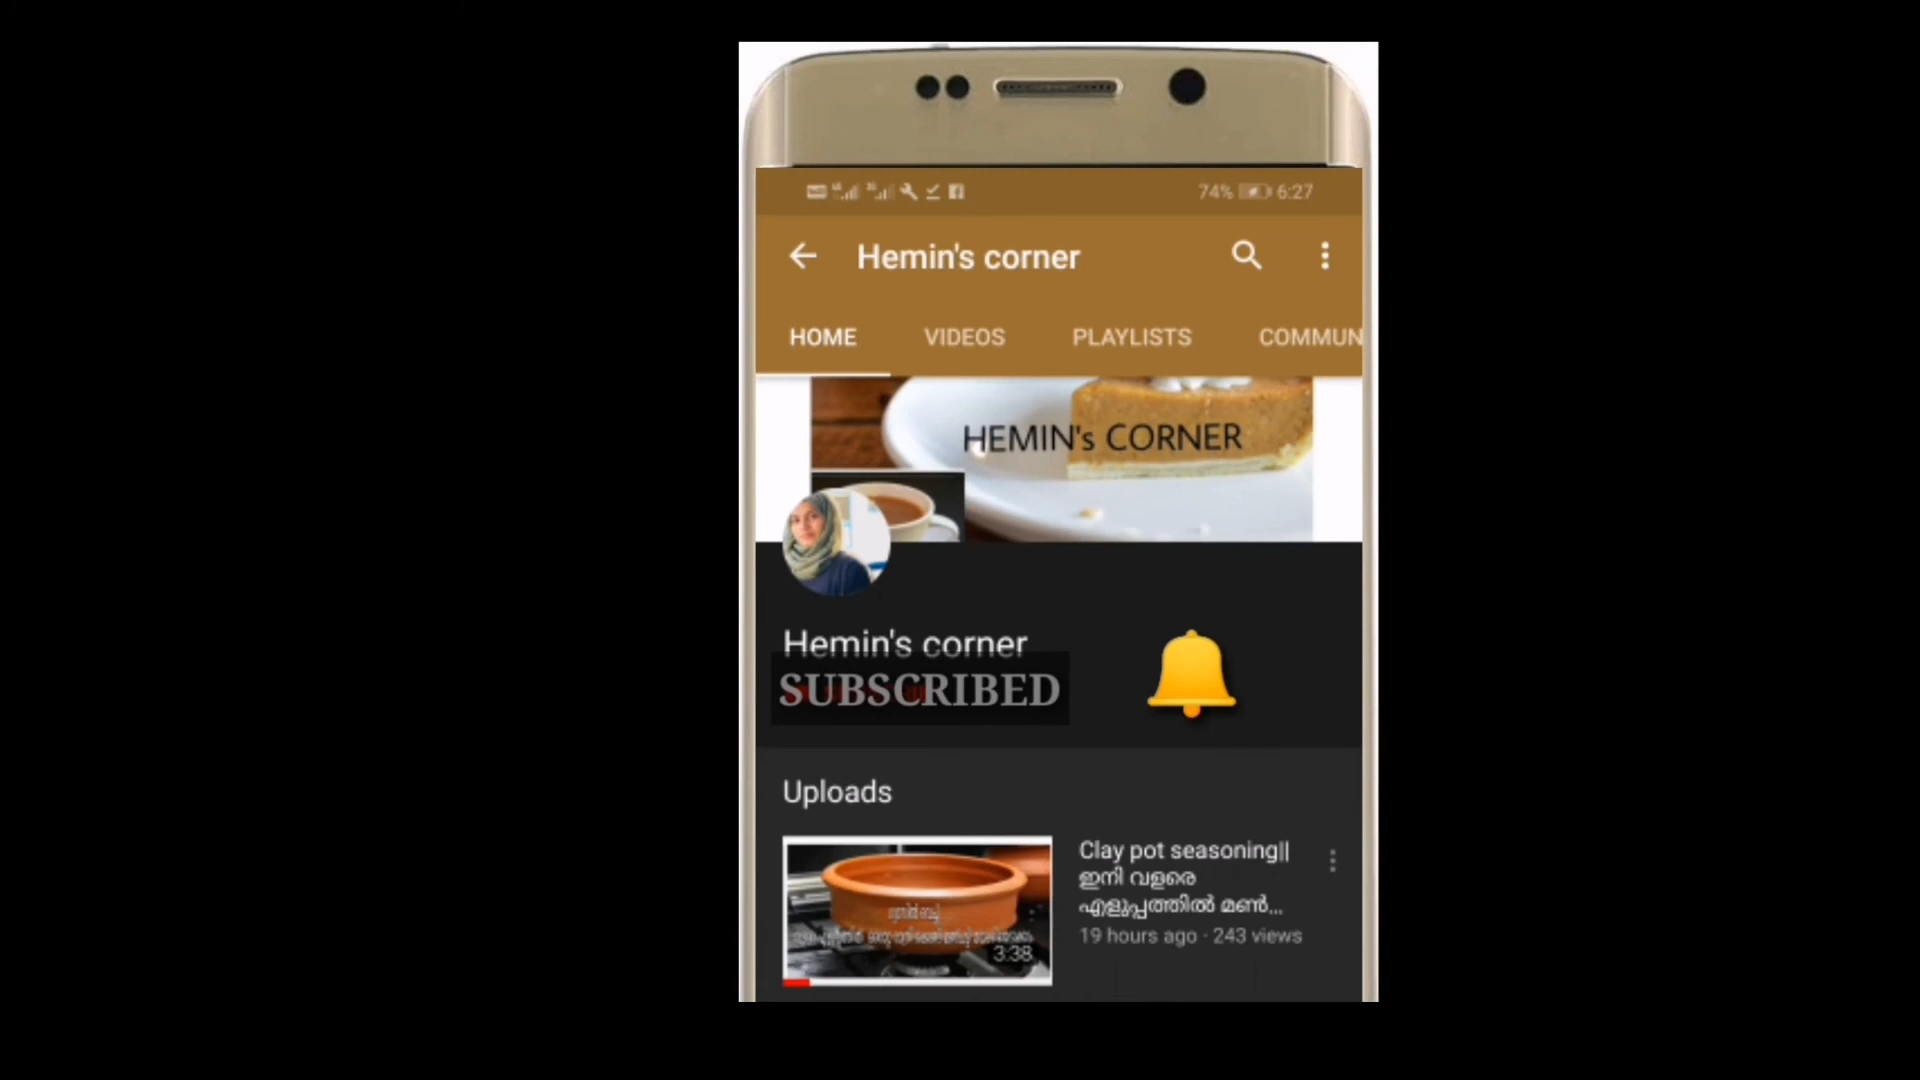 74% 6:27
Hemin's corner
HOME VIDEOS PLAYLISTS COMMUN
HEMIN's CORNER
Hemin's corner
SUBSCRIBED
Uploads
Clay pot seasoning||
ഇനി വളരെ
എളുപ്പത്തിൽ മൺ...
19 hours ago · 243 views
3:38